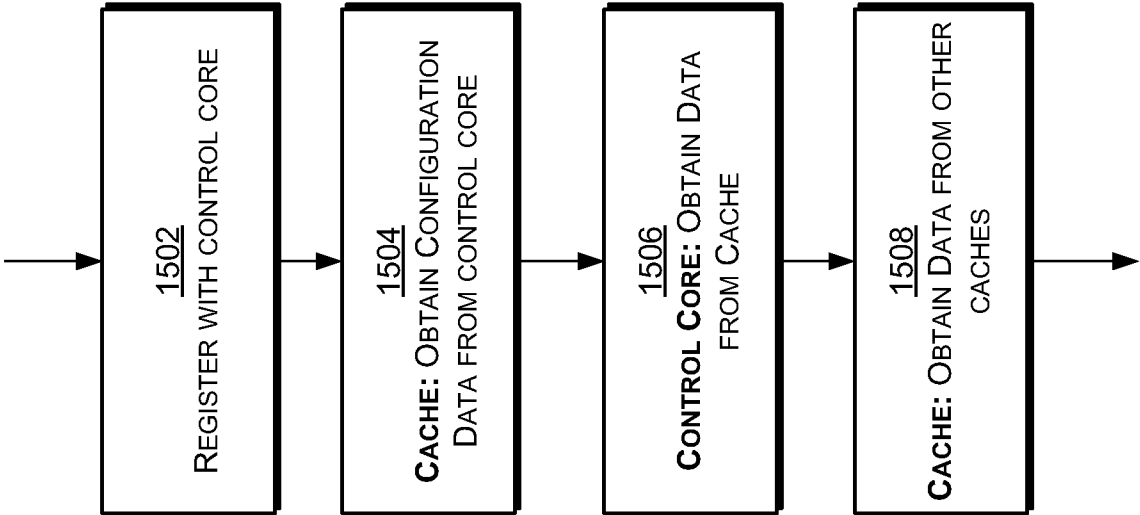 1502
REGISTER WITH CONTROL CORE
1504
CACHE: OBTAIN CONFIGURATION
DATA FROM CONTROL CORE
1506
CONTROL CORE: OBTAIN DATA
FROM CACHE
1508
CACHE: OBTAIN DATA FROM OTHER
CACHES